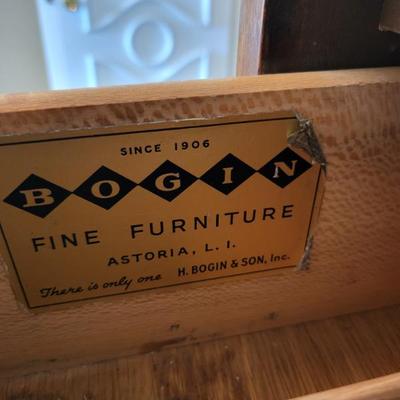 SINCE 1906
BOGIN
FINE FURNITURE
ASTORIA, L. I.
There is only one H. BOGIN & SON, Inc.